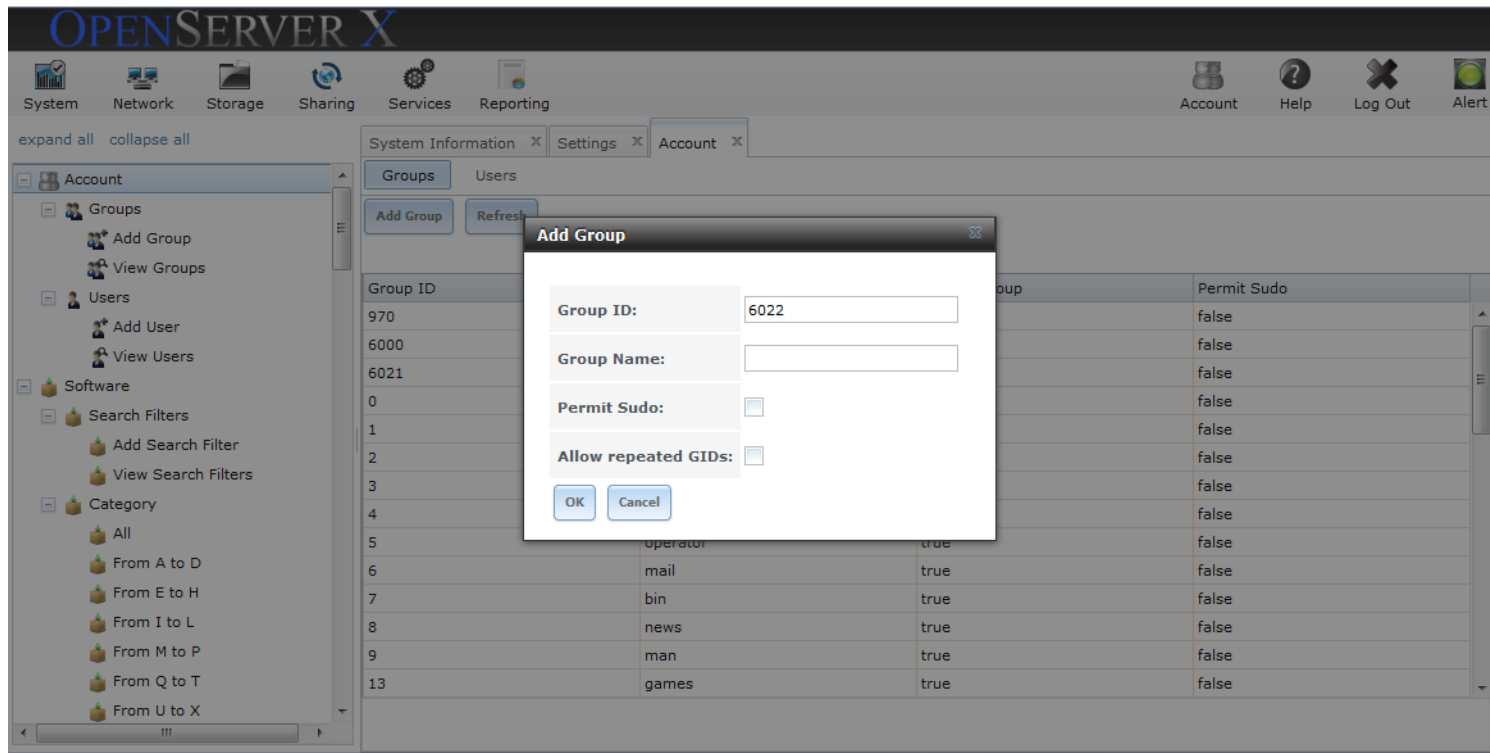 OPENSERVER X
System Network Storage Sharing Services Reporting Account Help Log Out Alert
expand all collapse all
System Information Settings Account
Account
Groups
Add Group
View Groups
Users
Add User
View Users
Software
Search Filters
Add Search Filter
View Search Filters
Category
All
From A to D
From E to H
From I to L
From M to P
From Q to T
From U to X
Groups Users
Add Group Refresh
Group ID oup Permit Sudo
970 false
6000 false
6021 false
0 false
1 false
2 false
3 false
4 false
5 operator true false
6 mail true false
7 bin true false
8 news true false
9 man true false
13 games true false
Add Group
Group ID: 6022
Group Name:
Permit Sudo:
Allow repeated GIDs:
OK Cancel